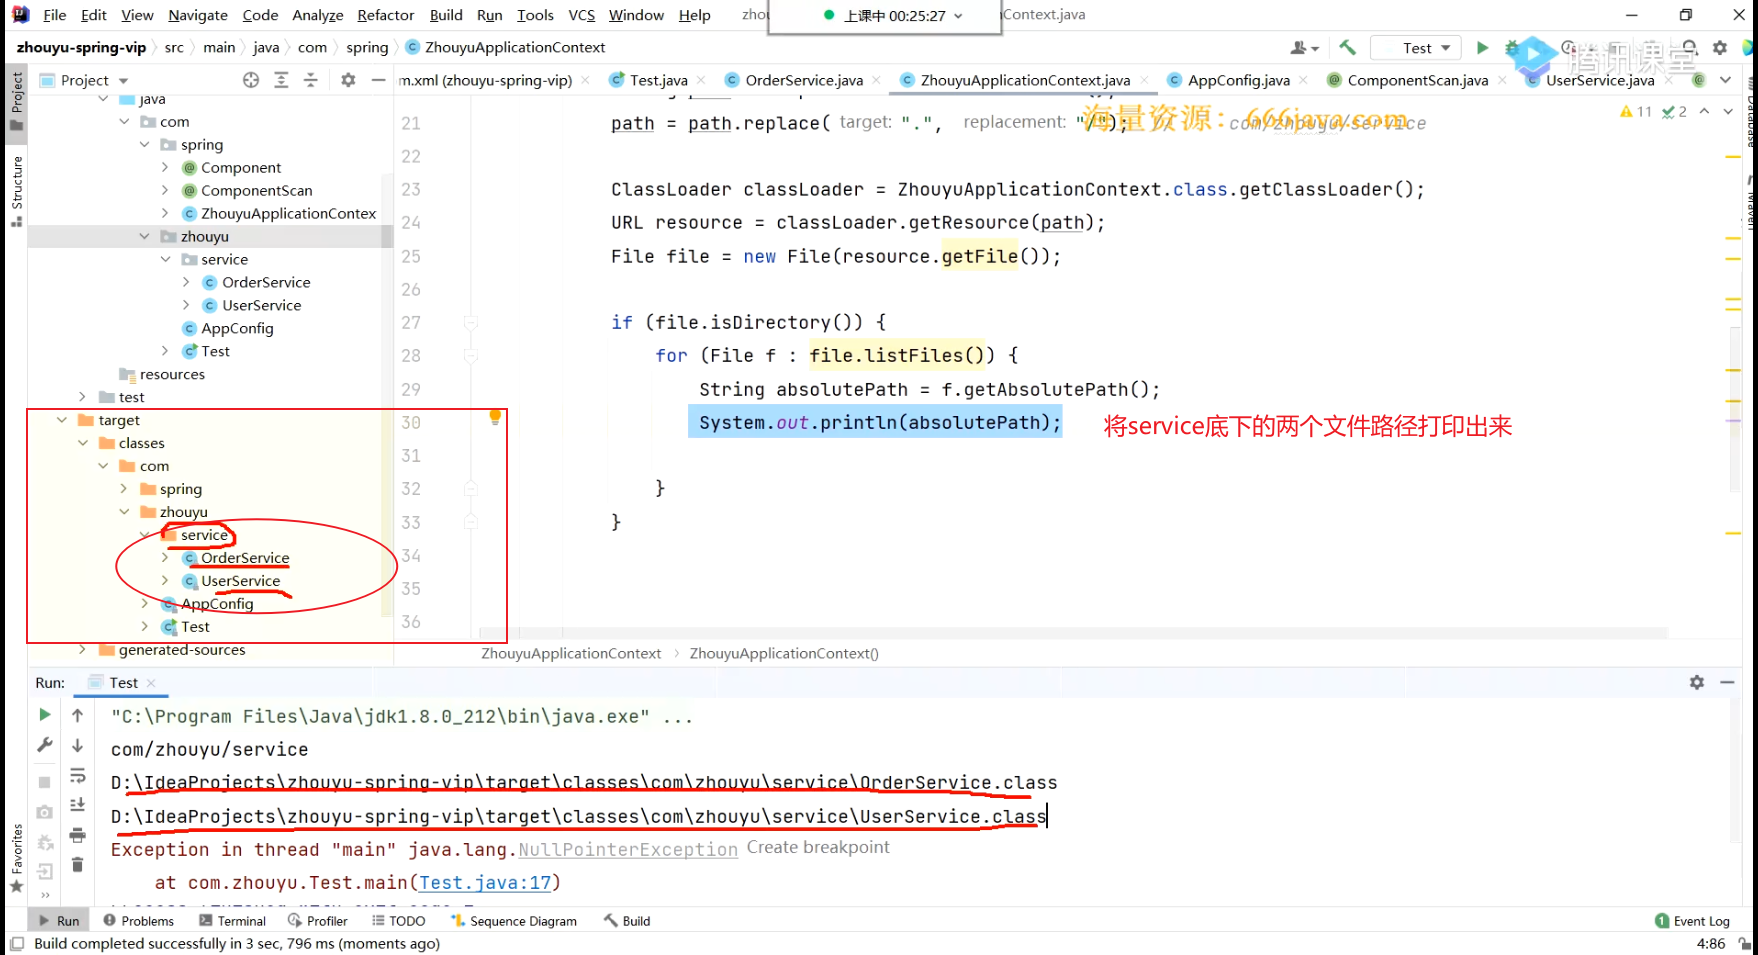 File Edit View Navigate Code Analyze Refactor Build Run Tools VCS Window Help zhou 上课中 00:25:27 nContext.java
zhouyu-spring-vip src main java com spring ZhouyuApplicationContext Test 腾讯课堂
Project m.xml (zhouyu-spring-vip) Test.java OrderService.java ZhouyuApplicationContext.java AppConfig.java ComponentScan.java UserService.java
Project
Structure
Favorites
java
com
spring
Component
ComponentScan
ZhouyuApplicationContex
zhouyu
service
OrderService
UserService
AppConfig
Test
resources
test
target
classes
com
spring
zhouyu
service
OrderService
UserService
AppConfig
Test
generated-sources
海量资源：666java.com
11 2
21 path = path.replace( target: ".", replacement: "/"); // com/zhouyu/service
22
23 ClassLoader classLoader = ZhouyuApplicationContext.class.getClassLoader();
24 URL resource = classLoader.getResource(path);
25 File file = new File(resource.getFile());
26
27 if (file.isDirectory()) {
28 for (File f : file.listFiles()) {
29 String absolutePath = f.getAbsolutePath();
30 System.out.println(absolutePath); 将service底下的两个文件路径打印出来
31
32 }
33 }
34
35
36
ZhouyuApplicationContext ZhouyuApplicationContext()
Database
Run: Test
"C:\Program Files\Java\jdk1.8.0_212\bin\java.exe" ...
com/zhouyu/service
D:\IdeaProjects\zhouyu-spring-vip\target\classes\com\zhouyu\service\OrderService.class
D:\IdeaProjects\zhouyu-spring-vip\target\classes\com\zhouyu\service\UserService.class
Exception in thread "main" java.lang.NullPointerException Create breakpoint
at com.zhouyu.Test.main(Test.java:17)
Run Problems Terminal Profiler TODO Sequence Diagram Build 1 Event Log
Build completed successfully in 3 sec, 796 ms (moments ago) 4:86